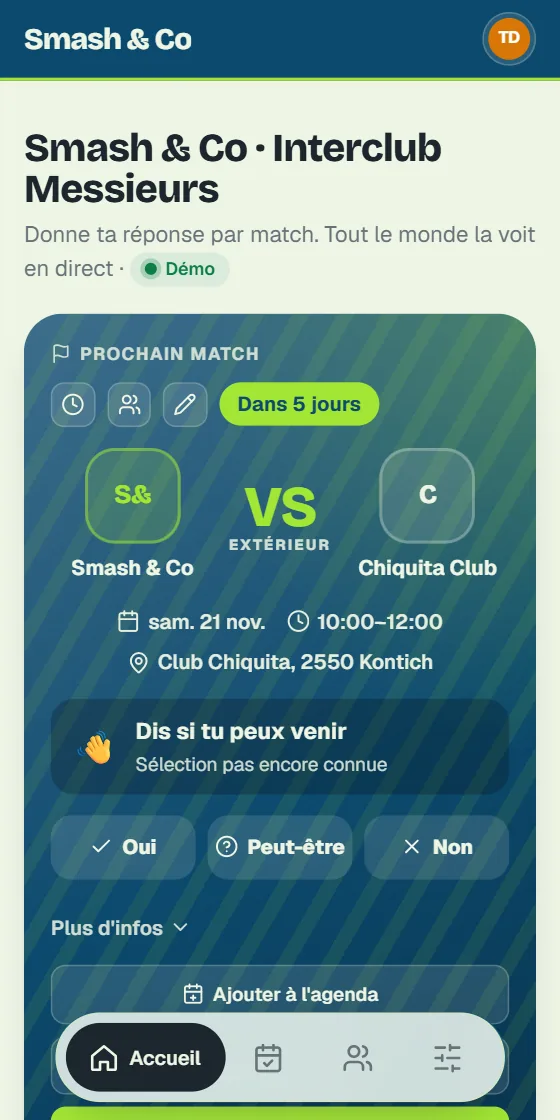 Smash & Co
TD
Smash & Co · Interclub
Messieurs
Donne ta réponse par match. Tout le monde la voit
en direct · Démo
PROCHAIN MATCH
Dans 5 jours
S&
VS
C
EXTÉRIEUR
Smash & Co
Chiquita Club
sam. 21 nov. 10:00–12:00
Club Chiquita, 2550 Kontich
Dis si tu peux venir
Sélection pas encore connue
Oui
Peut-être
Non
Plus d'infos
Ajouter à l'agenda
Accueil